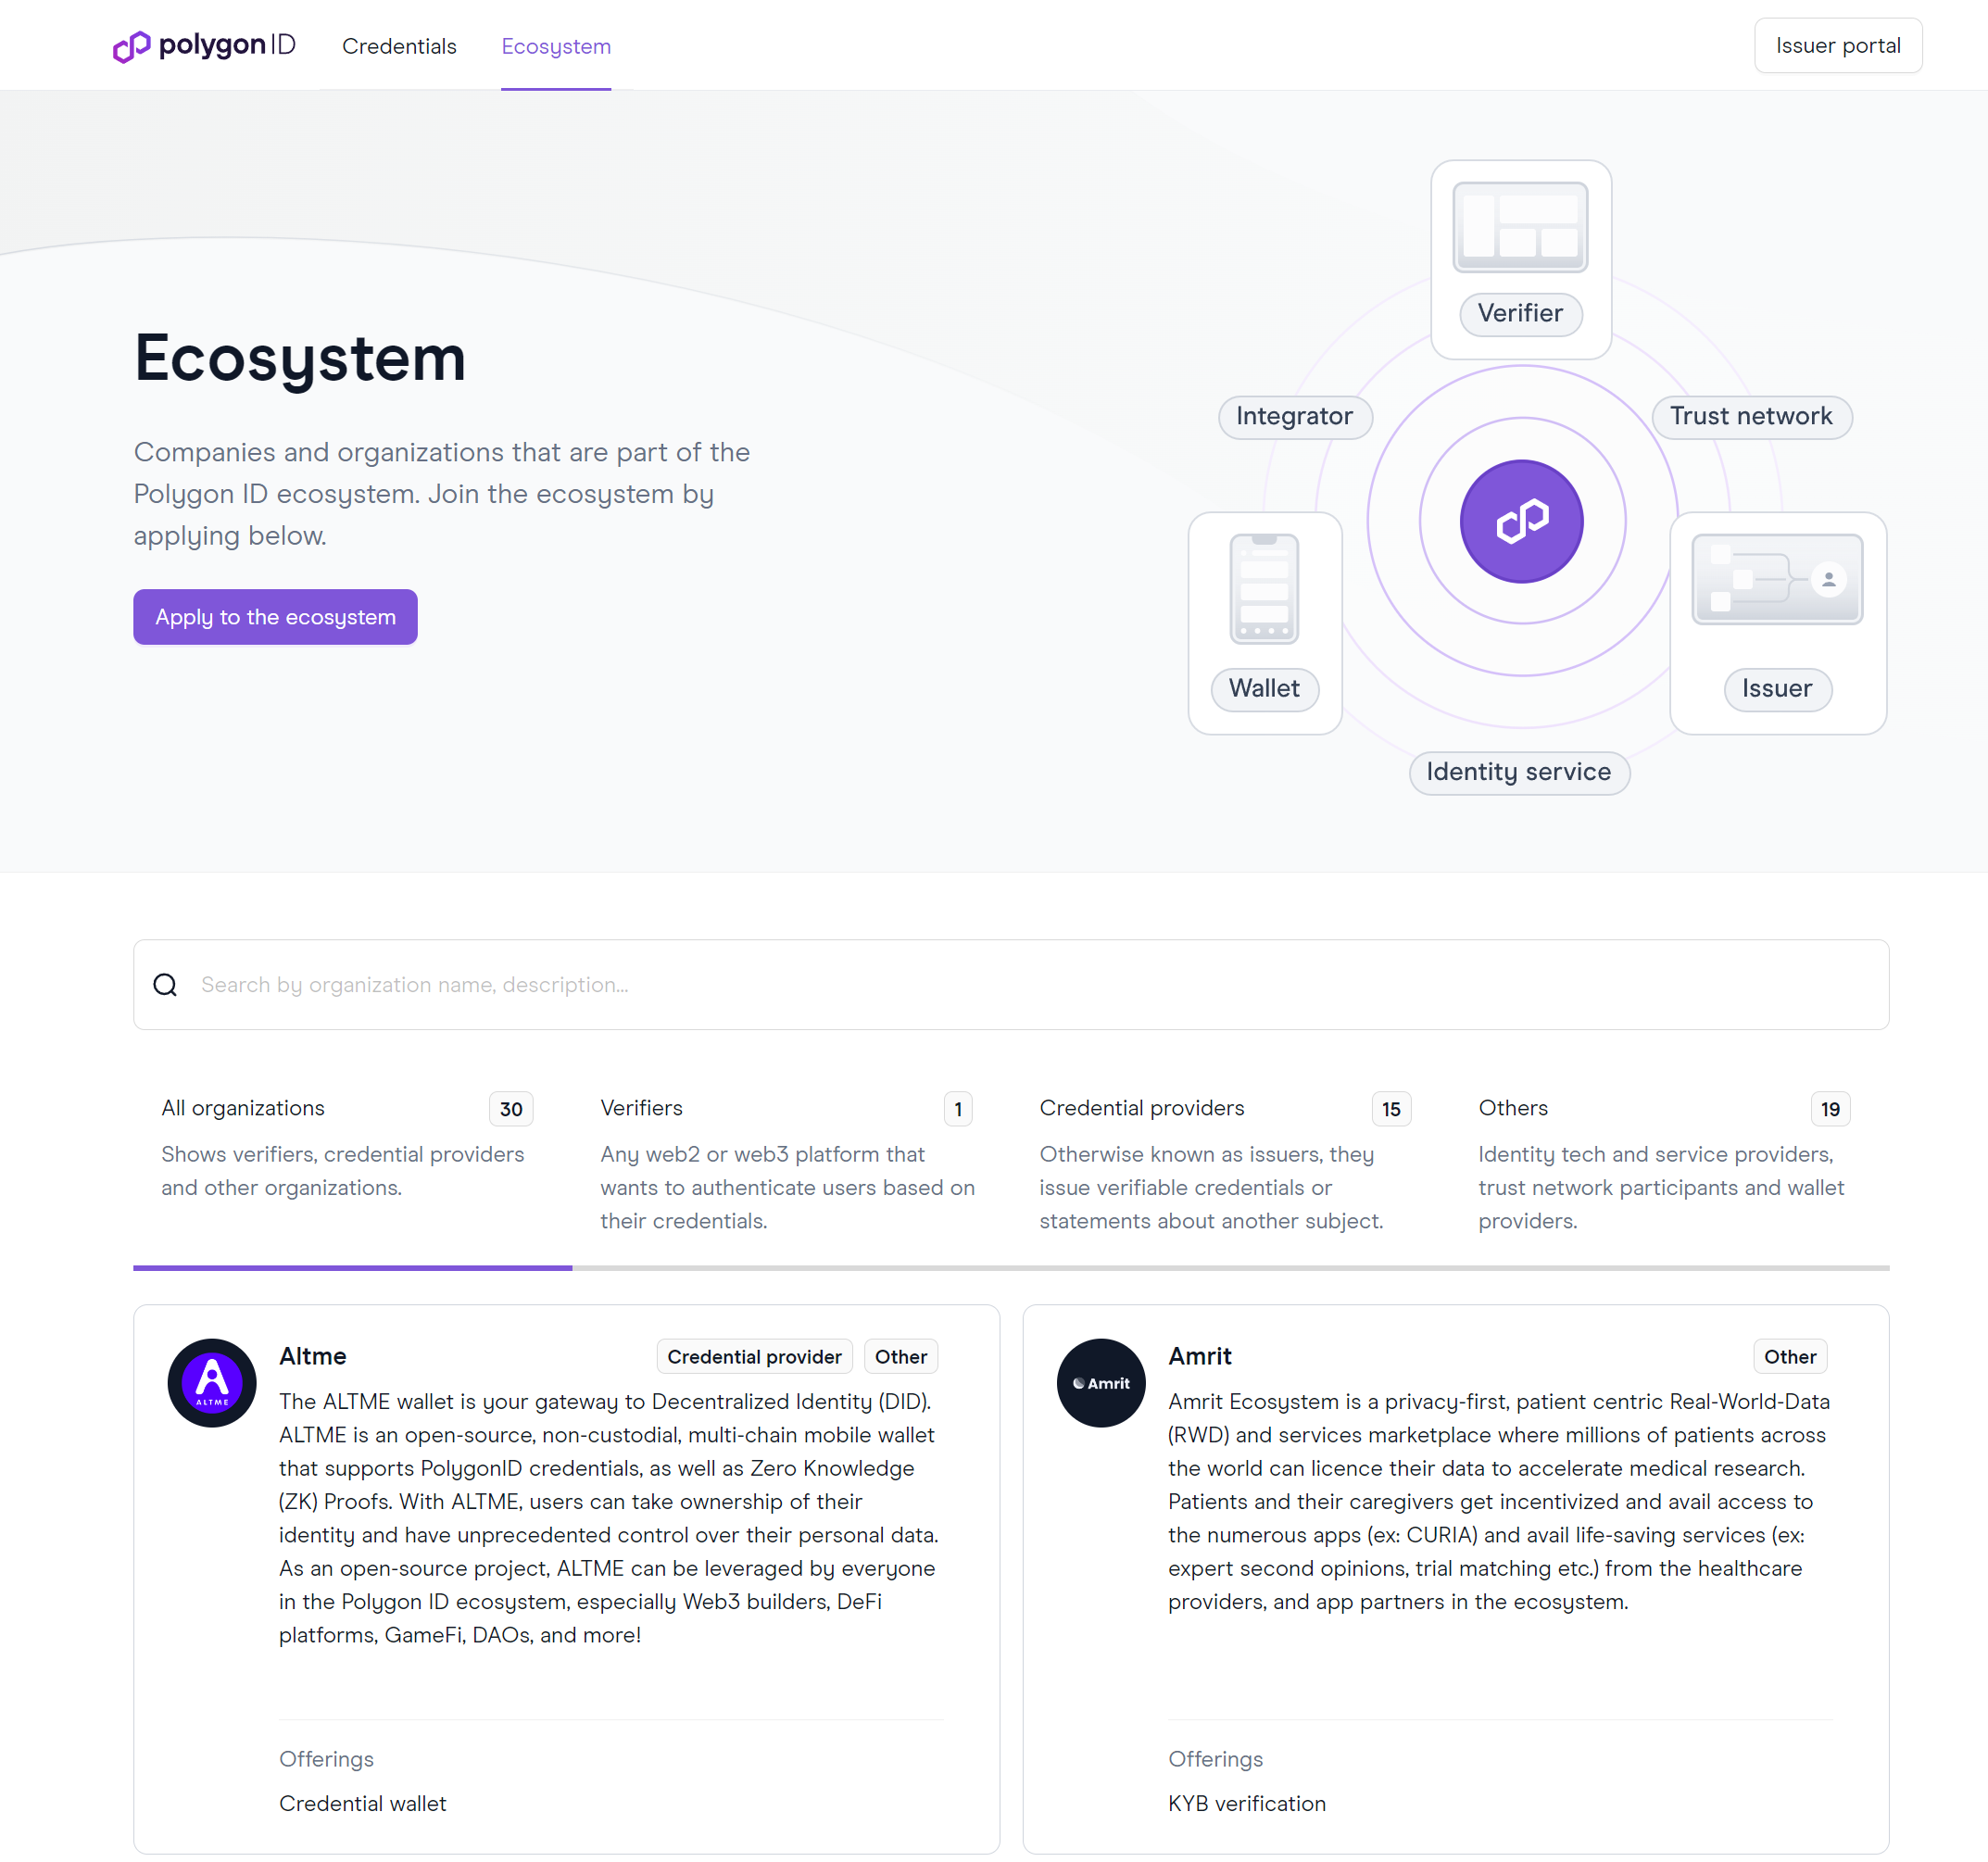 polygon ID
Credentials
Ecosystem
Issuer portal
Verifier
Integrator
Trust network
Wallet
Issuer
Identity service
Ecosystem
Companies and organizations that are part of the
Polygon ID ecosystem. Join the ecosystem by
applying below.
Apply to the ecosystem
Search by organization name, description...
All organizations
30
Shows verifiers, credential providers
and other organizations.
Verifiers
1
Any web2 or web3 platform that
wants to authenticate users based on
their credentials.
Credential providers
15
Otherwise known as issuers, they
issue verifiable credentials or
statements about another subject.
Others
19
Identity tech and service providers,
trust network participants and wallet
providers.
ALTME
Altme
Credential provider
Other
The ALTME wallet is your gateway to Decentralized Identity (DID).
ALTME is an open-source, non-custodial, multi-chain mobile wallet
that supports PolygonID credentials, as well as Zero Knowledge
(ZK) Proofs. With ALTME, users can take ownership of their
identity and have unprecedented control over their personal data.
As an open-source project, ALTME can be leveraged by everyone
in the Polygon ID ecosystem, especially Web3 builders, DeFi
platforms, GameFi, DAOs, and more!
Offerings
Credential wallet
Amrit
Amrit
Other
Amrit Ecosystem is a privacy-first, patient centric Real-World-Data
(RWD) and services marketplace where millions of patients across
the world can licence their data to accelerate medical research.
Patients and their caregivers get incentivized and avail access to
the numerous apps (ex: CURIA) and avail life-saving services (ex:
expert second opinions, trial matching etc.) from the healthcare
providers, and app partners in the ecosystem.
Offerings
KYB verification